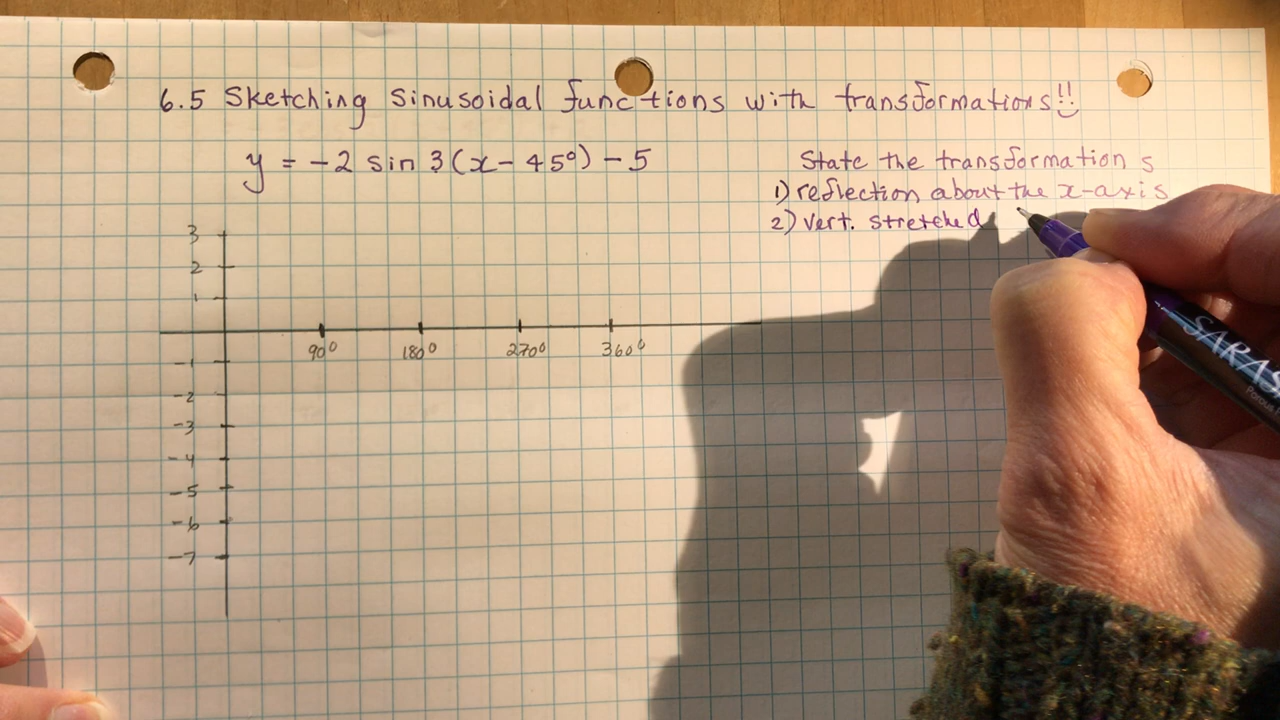 6.5 Sketching Sinusoidal functions with transformations!!
y = -2 sin 3(x - 45°) - 5
State the transformations
1) reflection about the x-axis
2) vert. stretched
3
2
1
90° 180° 270° 360°
-1
-2
-3
-4
-5
-6
-7